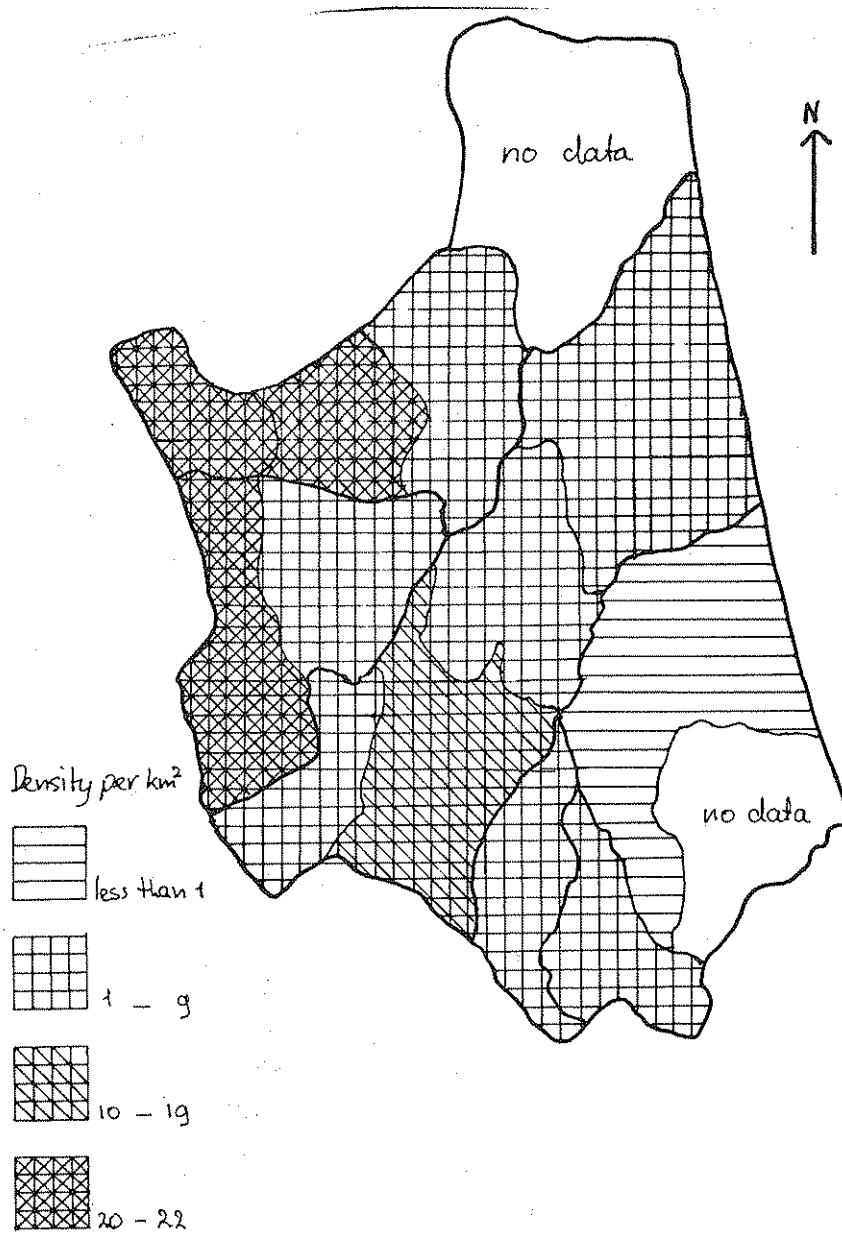 no data
N
no data
Density per km²
less than 1
1 - 9
10 - 19
20 - 22